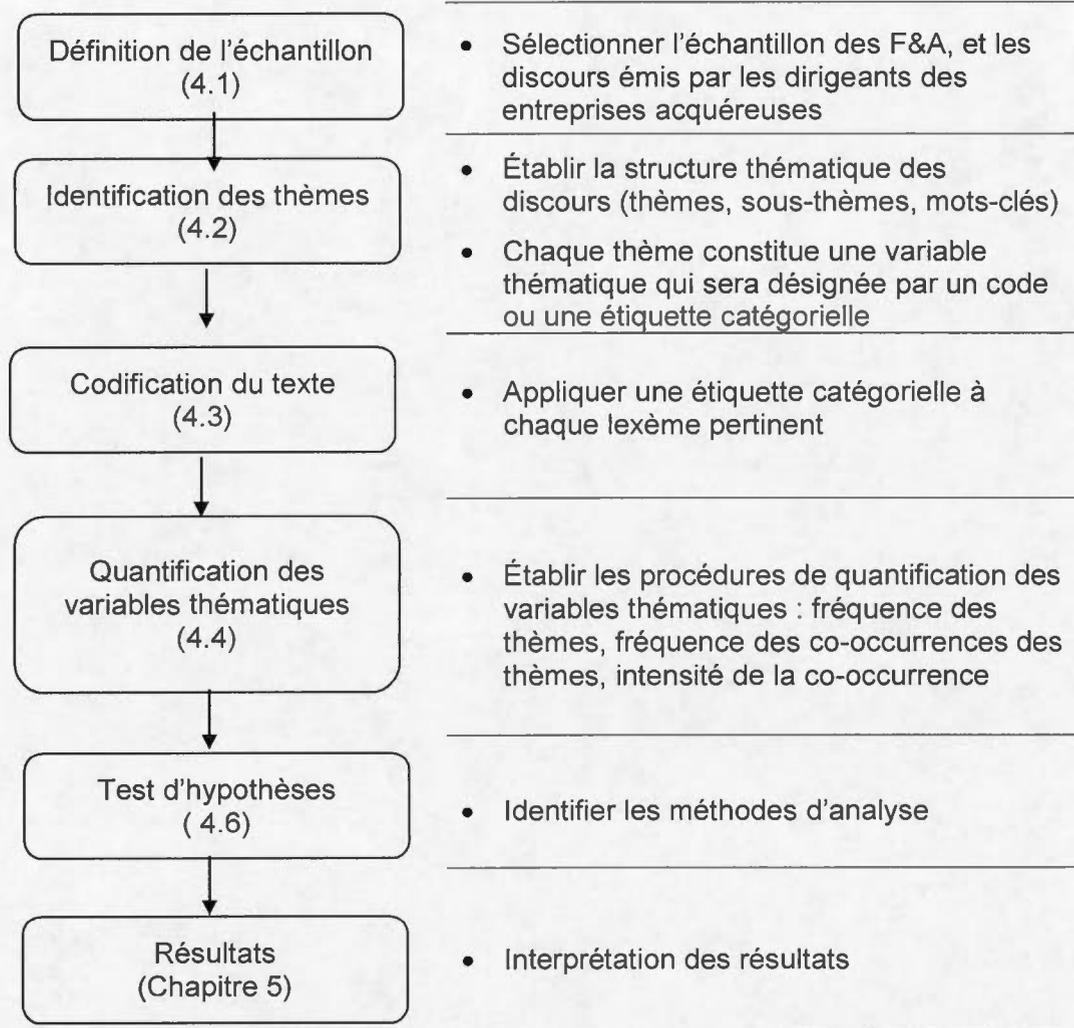 Définition de l'échantillon
(4.1)
• Sélectionner l'échantillon des F&A, et les
discours émis par les dirigeants des
entreprises acquéreuses
Identification des thèmes
(4.2)
• Établir la structure thématique des
discours (thèmes, sous-thèmes, mots-clés)
• Chaque thème constitue une variable
thématique qui sera désignée par un code
ou une étiquette catégorielle
Codification du texte
(4.3)
• Appliquer une étiquette catégorielle à
chaque lexème pertinent
Quantification des
variables thématiques
(4.4)
• Établir les procédures de quantification des
variables thématiques : fréquence des
thèmes, fréquence des co-occurrences des
thèmes, intensité de la co-occurrence
Test d'hypothèses
( 4.6)
• Identifier les méthodes d'analyse
Résultats
(Chapitre 5)
• Interprétation des résultats